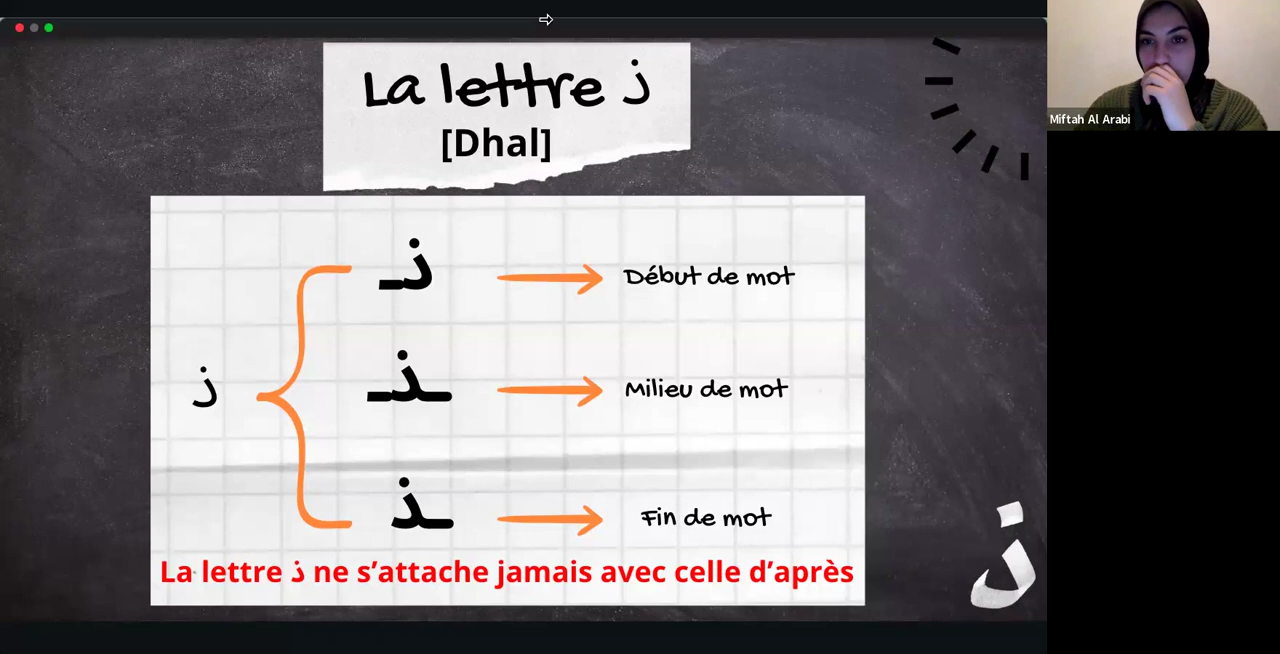 La lettre ذ
[Dhal]
Miftah Al Arabi
ذـ
Début de mot
ذ
ـذـ
Milieu de mot
ـذ
Fin de mot
La lettre ذ ne s’attache jamais avec celle d’après
ذ